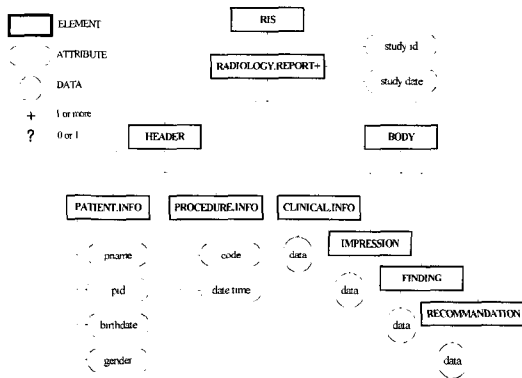 ELEMENT
ATTRIBUTE
DATA
+ 1 or more
? 0 or 1
RIS
RADIOLOGY.REPORT+
study id
study date
HEADER
BODY
PATIENT.INFO
PROCEDURE.INFO
CLINICAL.INFO
pname
pid
birthdate
gender
code
date time
data
IMPRESSION
data
FINDING
data
RECOMMANDATION
data